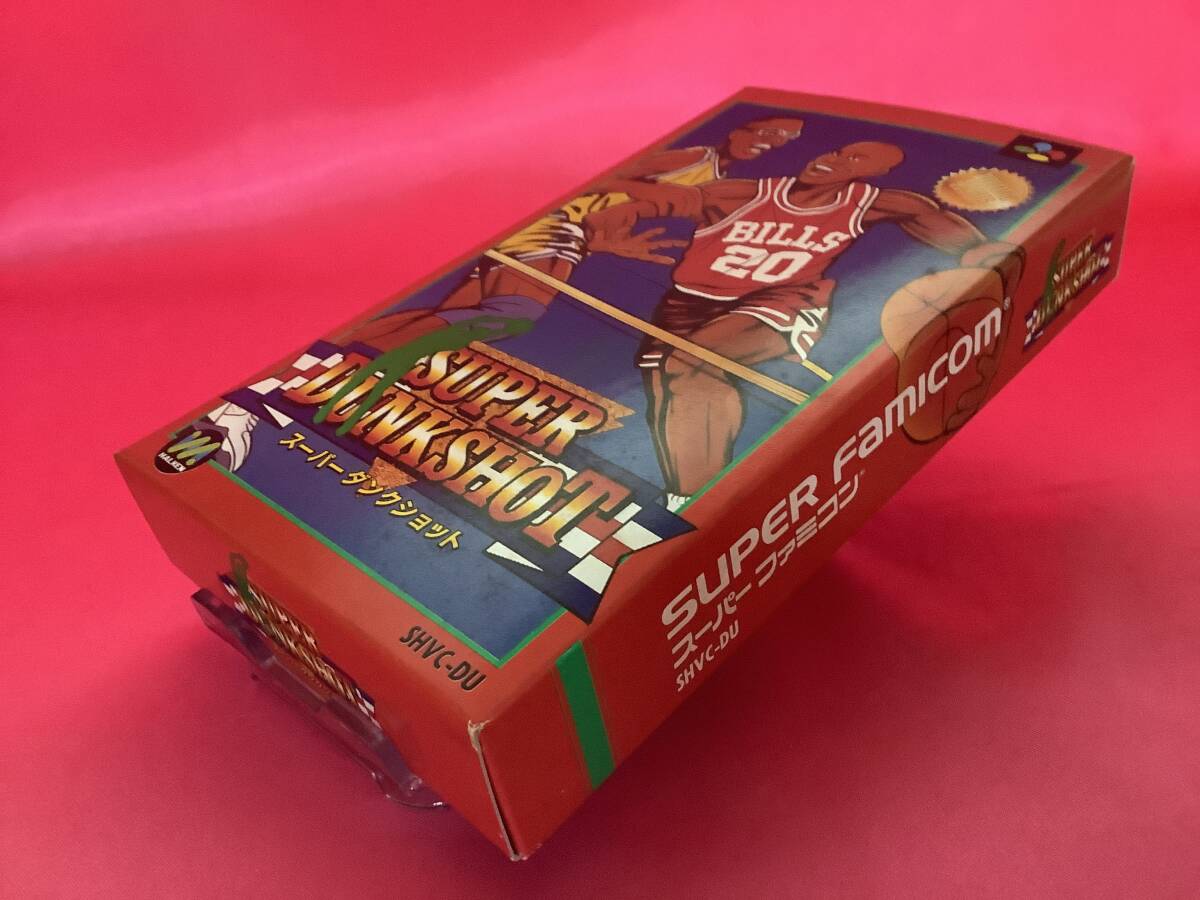 BILLS
20
SUPER
DUNKSHOT
スーパーダンクショット
HALKEN
SHVC-DU
SUPER
DUNKSHOT
SUPER Famicom®
スーパーファミコン
SHVC-DU
SUPER
DUNKSHOT